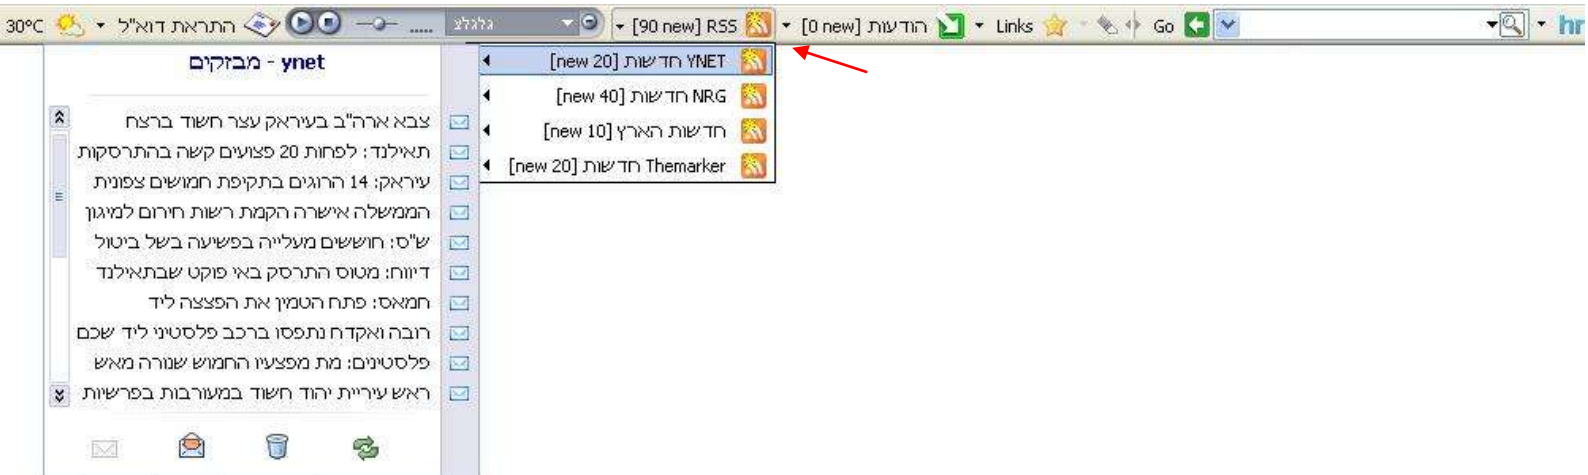 hr Go Links הודעות [0 new] RSS [90 new] גלגלצ התראת דוא"ל 30°C
YNET חדשות [20 new]
NRG חדשות [40 new]
חדשות הארץ [10 new]
Themarker חדשות [20 new]
ynet - מבזקים
צבא ארה"ב בעיראק עצר חשוד ברצח
תאילנד: לפחות 20 פצועים קשה בהתרסקות
עיראק: 14 הרוגים בתקיפת חמושים צפונית
הממשלה אישרה הקמת רשות חירום למיגון
ש"ס: חוששים מעלייה בפשיעה בשל ביטול
דיווח: מטוס התרסק באי פוקט שבתאילנד
חמאס: פתח הטמין את הפצצה ליד
רובה ואקדח נתפסו ברכב פלסטיני ליד שכם
פלסטינים: מת מפצעיו החמוש שנורה מאש
ראש עיריית יהוד חשוד במעורבות בפרשיות